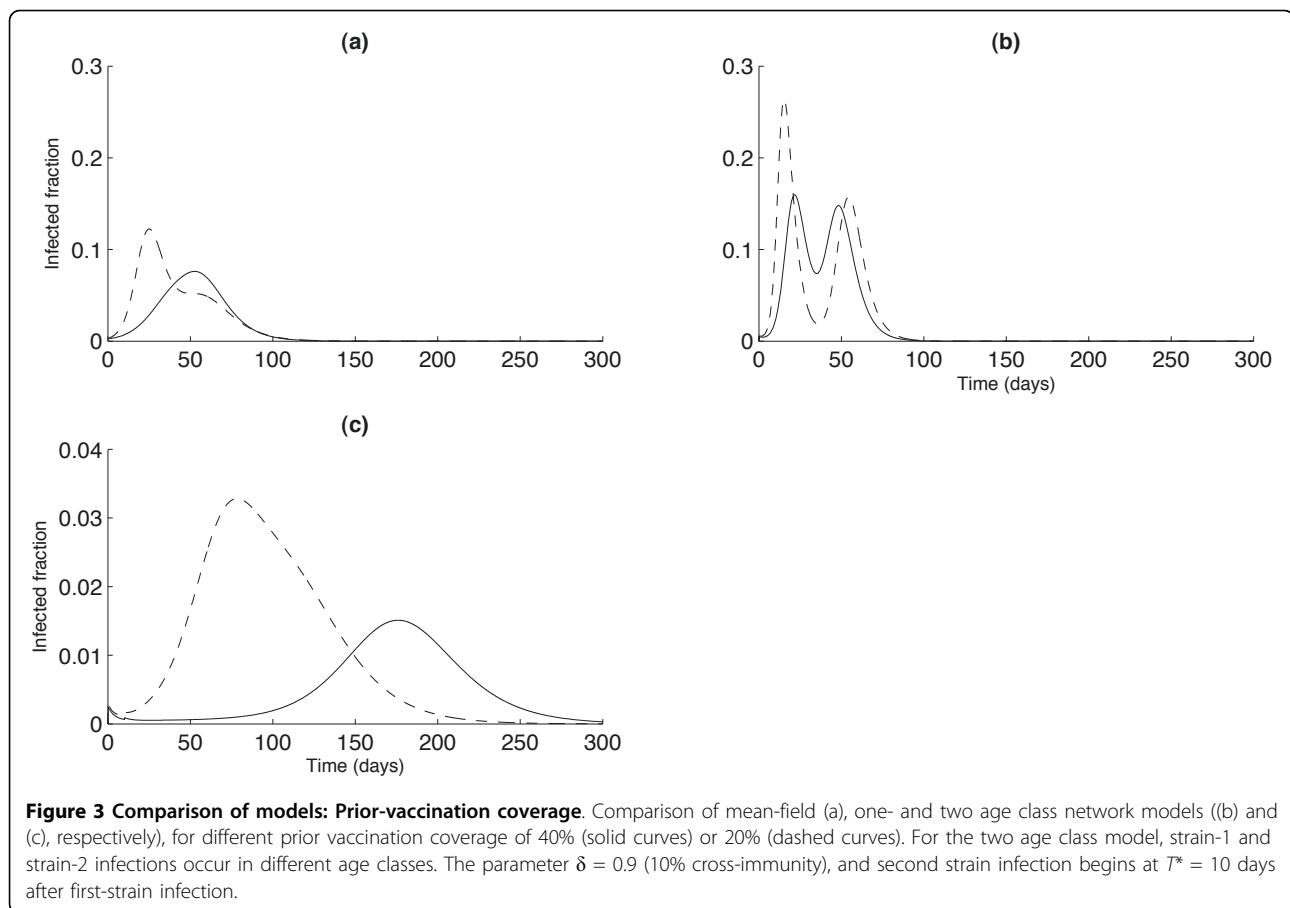 (a)
0.3
0.2
0.1
0
Infected fraction
0 50 100 150 200 250 300
(b)
0.3
0.2
0.1
0
0 50 100 150 200 250 300
Time (days)
(c)
0.04
0.03
0.02
0.01
0
Infected fraction
0 50 100 150 200 250 300
Time (days)
Figure 3 Comparison of models: Prior-vaccination coverage. Comparison of mean-field (a), one- and two age class network models ((b) and
(c), respectively), for different prior vaccination coverage of 40% (solid curves) or 20% (dashed curves). For the two age class model, strain-1 and
strain-2 infections occur in different age classes. The parameter δ = 0.9 (10% cross-immunity), and second strain infection begins at T* = 10 days
after first-strain infection.